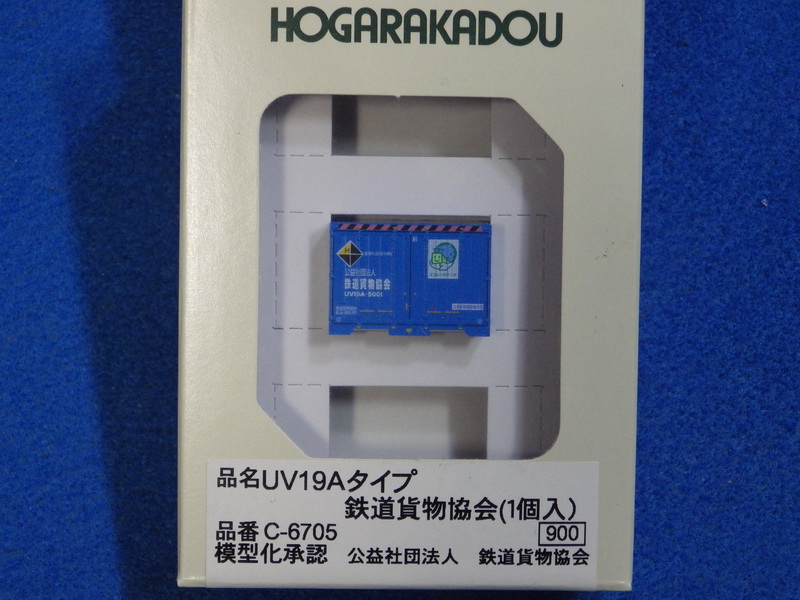 HOGARAKADOU
公益社団法人
鉄道貨物協会
UV19A-5001
品名UV19Aタイプ
鉄道貨物協会(1個入)
品番 C-6705
900
模型化承認 公益社団法人 鉄道貨物協会